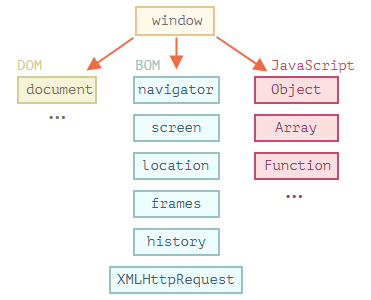 window
DOM
BOM
JavaScript
document
navigator
Object
...
screen
Array
location
Function
frames
...
history
XMLHttpRequest